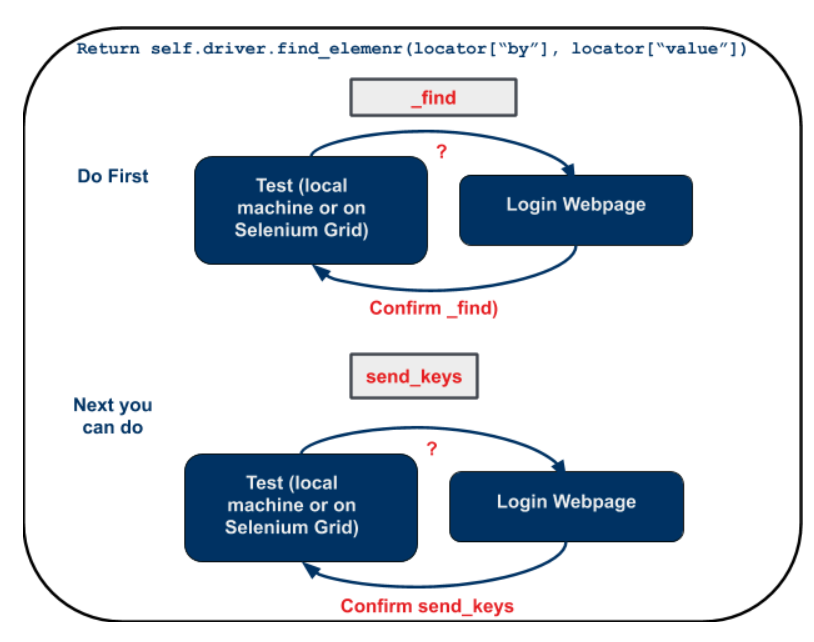 Return self.driver.find_elemenr(locator[“by”], locator[“value”])
_find
?
Do First
Test (local
machine or on
Selenium Grid)
Login Webpage
Confirm _find)
send_keys
Next you
can do
?
Test (local
machine or on
Selenium Grid)
Login Webpage
Confirm send_keys